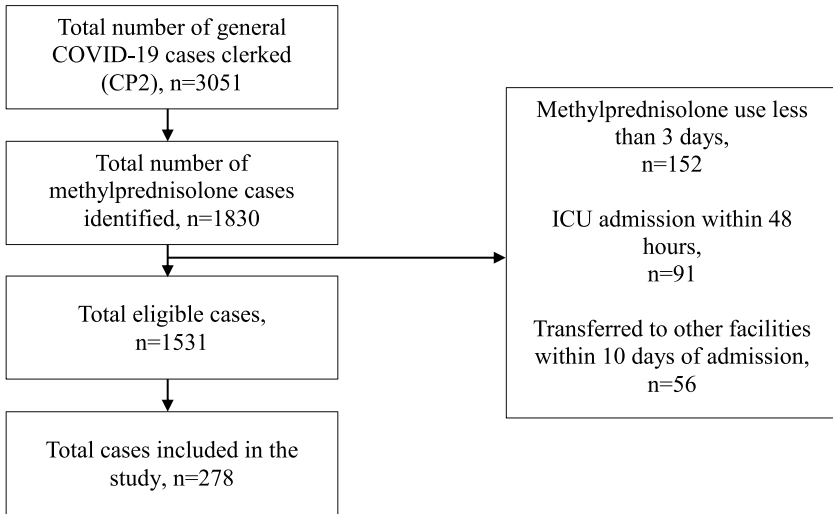 Total number of general
COVID-19 cases clerked
(CP2), n=3051
Total number of
methylprednisolone cases
identified, n=1830
Total eligible cases,
n=1531
Total cases included in the
study, n=278
Methylprednisolone use less
than 3 days,
n=152
ICU admission within 48
hours,
n=91
Transferred to other facilities
within 10 days of admission,
n=56